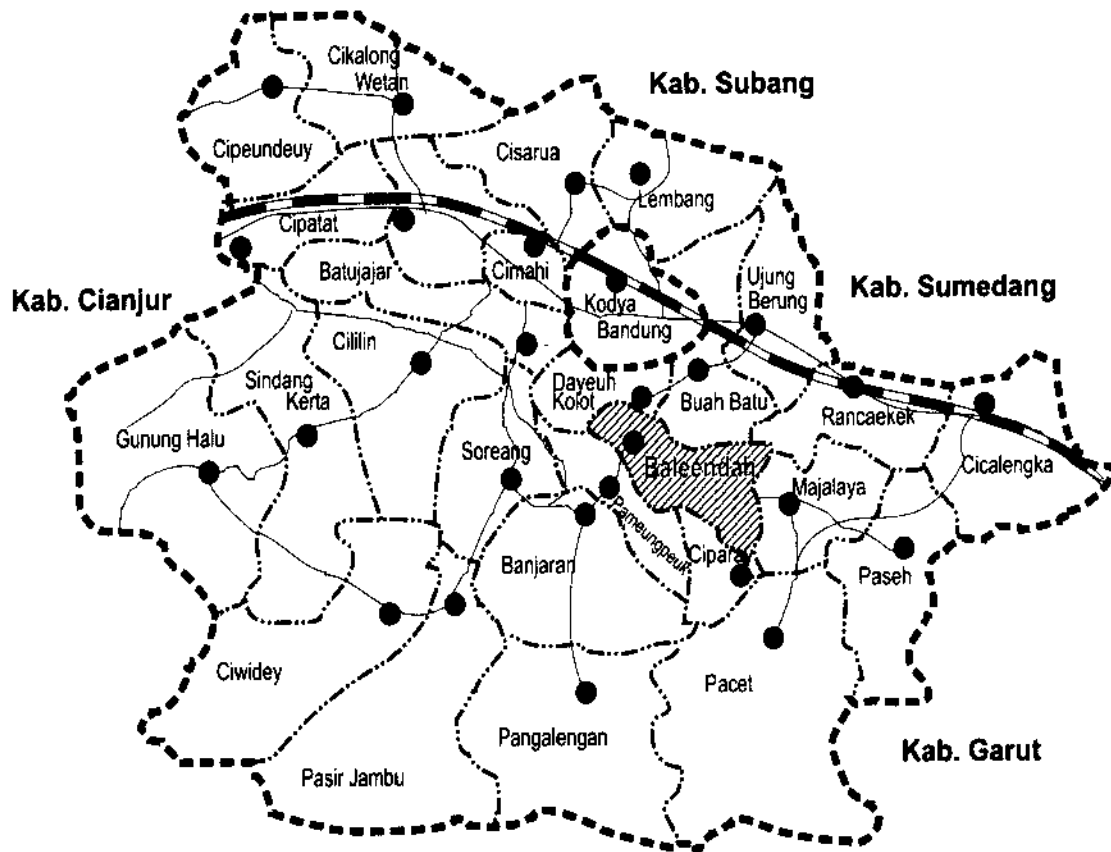 Cikalong
Wetan
Kab. Subang
Cipeundeuy
Cisarua
Lembang
Cipatat
Batujajar
Cimahi
Ujung
Berung
Kab. Sumedang
Kab. Cianjur
Kodya
Bandung
Cililin
Sindang
Kerta
Dayeuh
Kolot
Buah Batu
Rancaekek
Gunung Halu
Soreang
Baleendah
Majalaya
Cicalengka
Pameungpeuk
Banjaran
Ciparay
Paseh
Ciwidey
Pacet
Pangalengan
Kab. Garut
Pasir Jambu